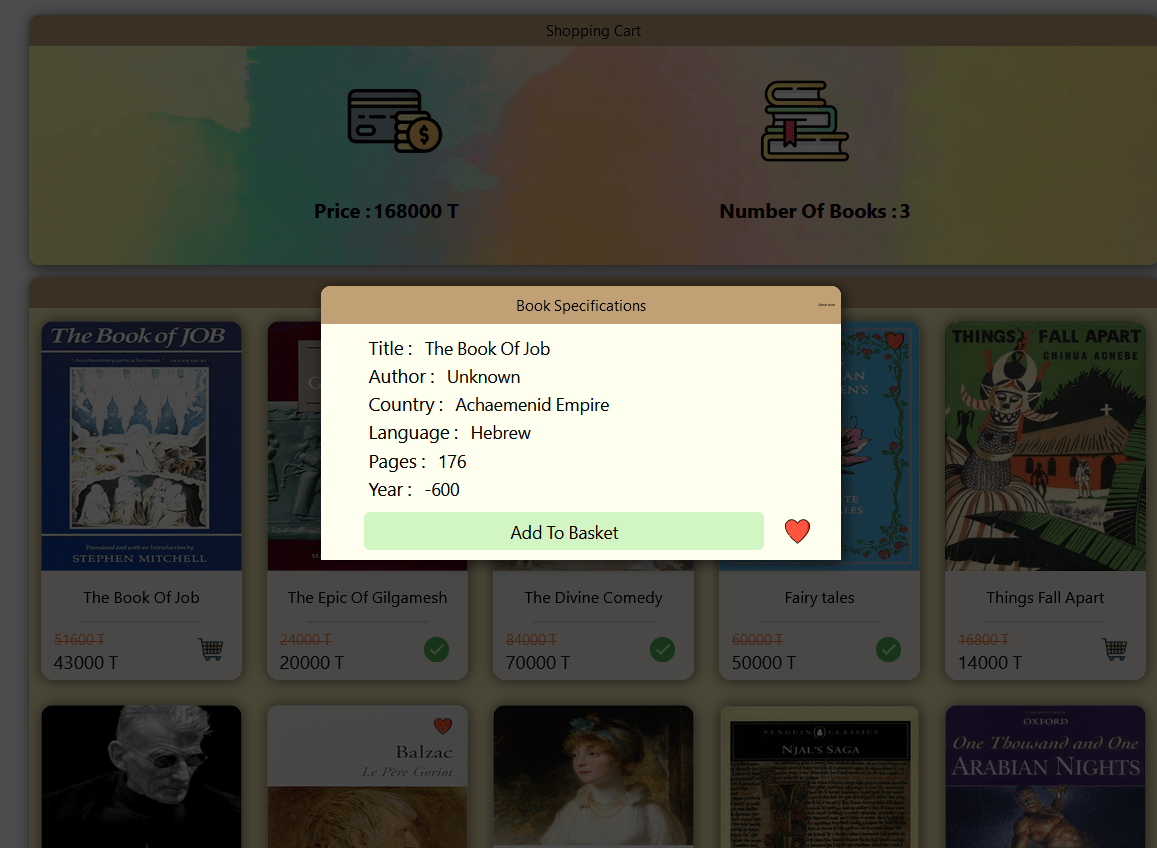 Shopping Cart
Price : 168000 T
Number Of Books : 3
Book Specifications
Title : The Book Of Job
Author : Unknown
Country : Achaemenid Empire
Language : Hebrew
Pages : 176
Year : -600
Add To Basket
The Book of JOB
Translated and with an Introduction by
STEPHEN MITCHELL
THINGS FALL APART
CHINUA ACHEBE
The Book Of Job
The Epic Of Gilgamesh
The Divine Comedy
Fairy tales
Things Fall Apart
51600 T
24000 T
84000 T
60000 T
16800 T
43000 T
20000 T
70000 T
50000 T
14000 T
Balzac
Le Père Goriot
PENGUIN CLASSICS
NJAL'S SAGA
OXFORD
One Thousand and One
ARABIAN NIGHTS